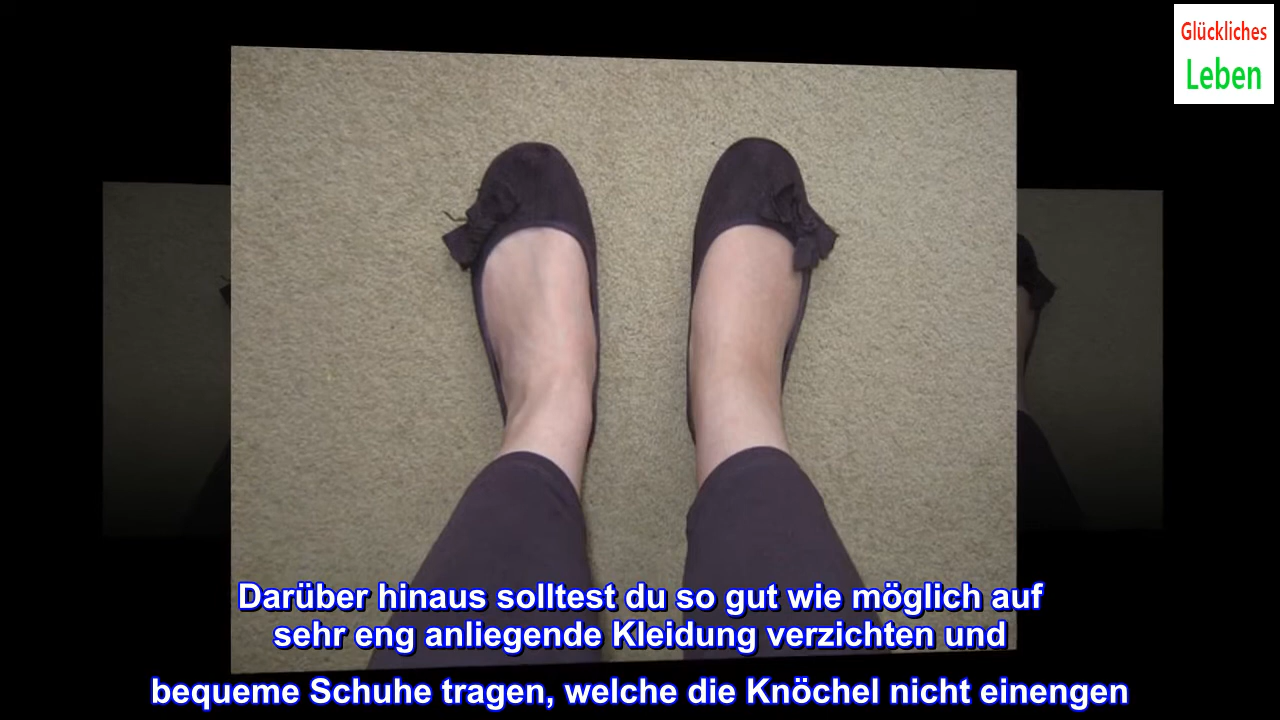 Glückliches
Leben
Darüber hinaus solltest du so gut wie möglich auf
sehr eng anliegende Kleidung verzichten und
bequeme Schuhe tragen, welche die Knöchel nicht einengen